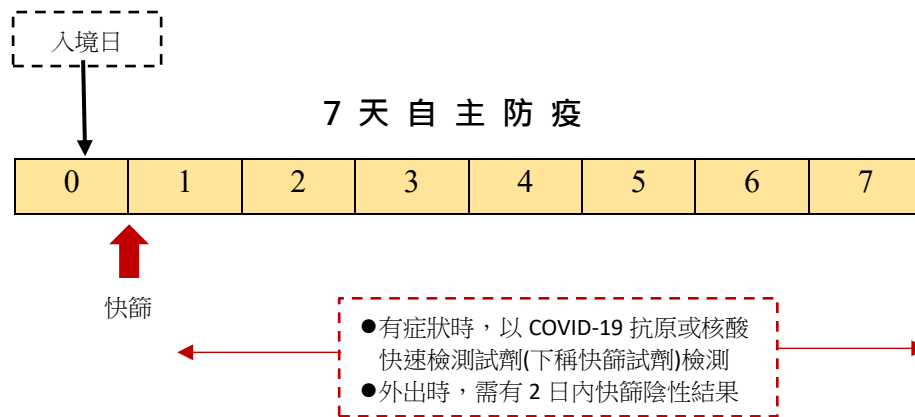 入境日
7 天 自 主 防 疫
0 1 2 3 4 5 6 7
快篩
●有症狀時，以 COVID-19 抗原或核酸
快速檢測試劑(下稱快篩試劑)檢測
●外出時，需有 2 日內快篩陰性結果